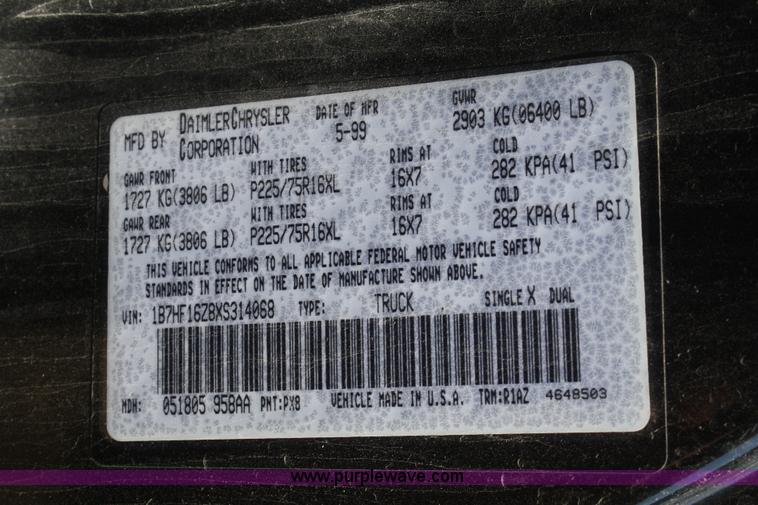 MFD BY DAIMLERCHRYSLER CORPORATION DATE OF MFR 5-99 GVWR 2903 KG(06400 LB)
GAWR FRONT WITH TIRES RIMS AT COLD
1727 KG(3806 LB) P225/75R16XL 16X7 282 KPA(41 PSI)
GAWR REAR WITH TIRES RIMS AT COLD
1727 KG(3806 LB) P225/75R16XL 16X7 282 KPA(41 PSI)
THIS VEHICLE CONFORMS TO ALL APPLICABLE FEDERAL MOTOR VEHICLE SAFETY
STANDARDS IN EFFECT ON THE DATE OF MANUFACTURE SHOWN ABOVE.
VIN: 1B7HF16Z8XS314068 TYPE: TRUCK SINGLE X DUAL
MDH: 051805 958AA PNT:PX8 VEHICLE MADE IN U.S.A. TRM:R1AZ 4648503
www.purplewave.com